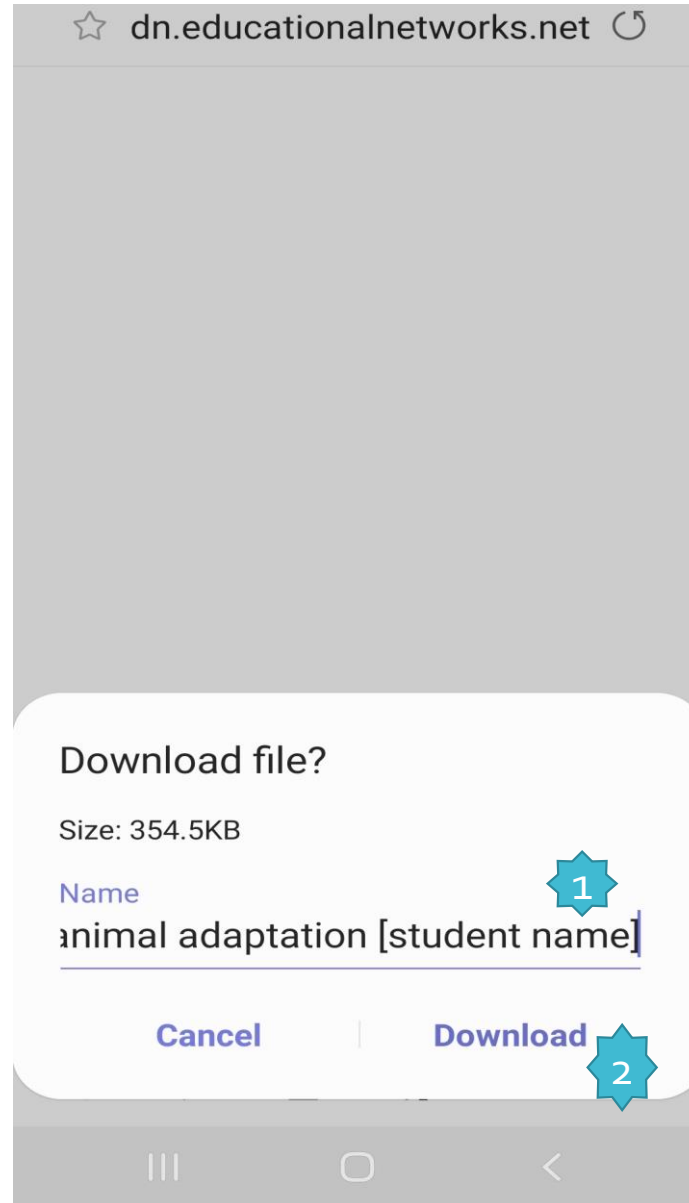 dn.educationalnetworks.net
Download file?
Size: 354.5KB
Name
1
animal adaptation [student name]
Cancel
Download
2